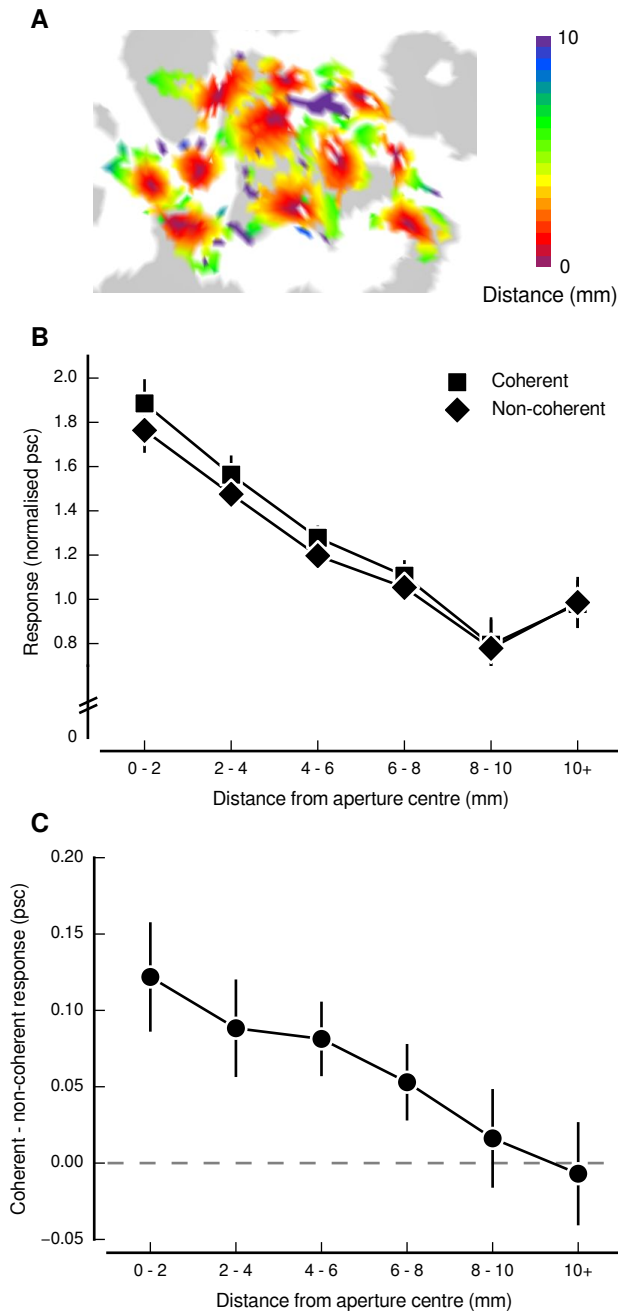 A
10
0
Distance (mm)
B
2.0
1.8
1.6
1.4
1.2
1.0
0.8
0
Response (normalised psc)
Coherent
Non-coherent
0 - 2
2 - 4
4 - 6
6 - 8
8 - 10
10+
Distance from aperture centre (mm)
C
0.20
0.15
0.10
0.05
0.00
−0.05
Coherent - non-coherent response (psc)
0 - 2
2 - 4
4 - 6
6 - 8
8 - 10
10+
Distance from aperture centre (mm)